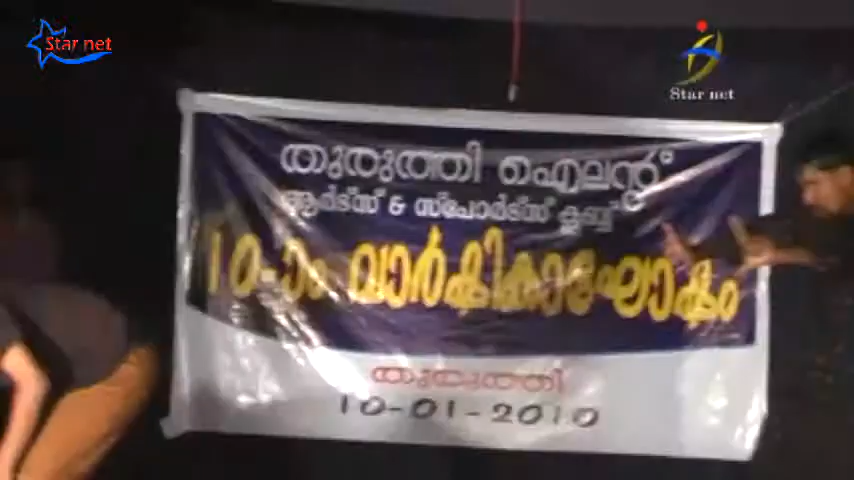 Star net
Star net
തുരുത്തി ഐലന്റ്
ആർട്സ് & സ്പോർട്സ് ക്ലബ്ബ്
10-ാം വാർഷികാഘോഷം
തുരുത്തി
10-01-2010